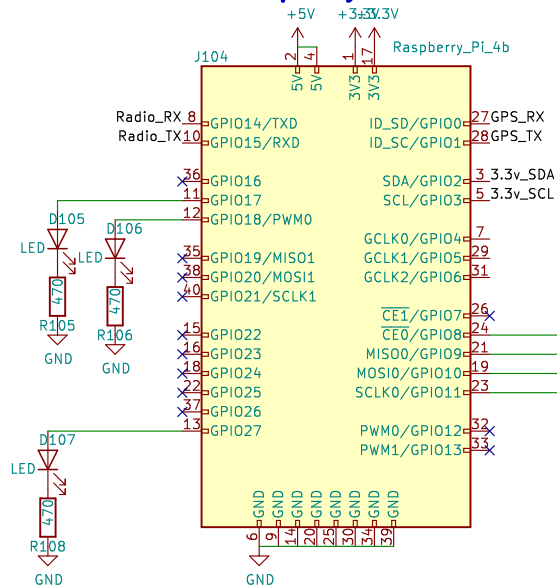 +5V
+3.3V
+3.3V
J104
Raspberry_Pi_4b
2
4
1
17
5V
5V
3V3
3V3
Radio_RX 8 GPIO14/TXD
ID_SD/GPIO0 27 GPS_RX
Radio_TX 10 GPIO15/RXD
ID_SC/GPIO1 28 GPS_TX
36 GPIO16
SDA/GPIO2 3 3.3v_SDA
11 GPIO17
SCL/GPIO3 5 3.3v_SCL
12 GPIO18/PWM0
GCLK0/GPIO4 7
35 GPIO19/MISO1
GCLK1/GPIO5 29
38 GPIO20/MOSI1
GCLK2/GPIO6 31
40 GPIO21/SCLK1
CE1/GPIO7 26
15 GPIO22
CE0/GPIO8 24
16 GPIO23
MISO0/GPIO9 21
18 GPIO24
MOSI0/GPIO10 19
22 GPIO25
SCLK0/GPIO11 23
37 GPIO26
13 GPIO27
PWM0/GPIO12 32
PWM1/GPIO13 33
D105
LED
470
R105
GND
D106
LED
470
R106
GND
D107
LED
470
R108
GND
GND
GND
GND
GND
GND
GND
GND
GND
6
9
14
20
25
30
34
39
GND